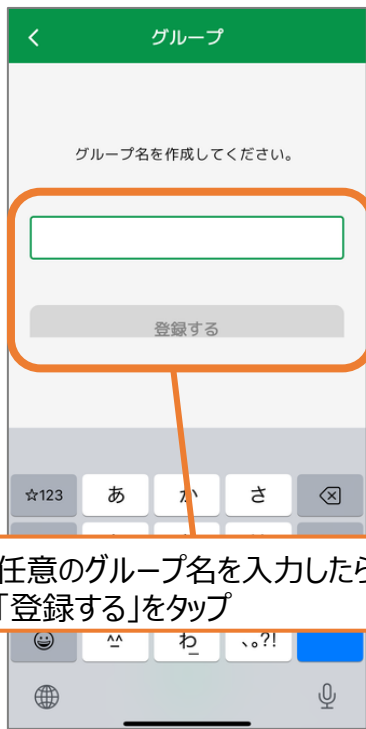 グループ
グループ名を作成してください。
登録する
☆123
あ
か
さ
任意のグループ名を入力したら
「登録する」をタップ
^^
わ
、。?!